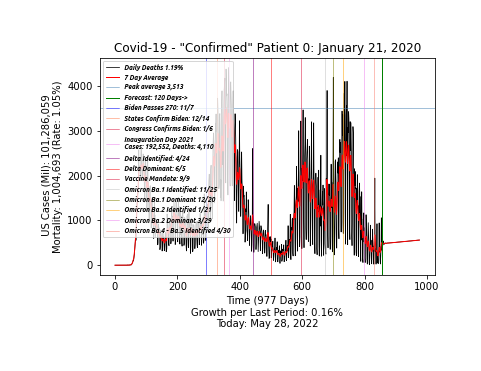 Covid-19 - "Confirmed" Patient 0: January 21, 2020
US Cases (Mil): 101,286,059
Mortality: 1,004,693 (Rate: 1.05%)
4000
3000
2000
1000
0
Daily Deaths 1.19%
7 Day Average
Peak average 3,513
Forecast: 120 Days->
Biden Passes 270: 11/7
States Confirm Biden: 12/14
Congress Confirms Biden: 1/6
Inauguration Day 2021
Cases: 192,552, Deaths: 4,110
Delta Identified: 4/24
Delta Dominant: 6/5
Vaccine Mandate: 9/9
Omicron Ba.1 Identified: 11/25
Omicron Ba.1 Dominant 12/20
Omicron Ba.2 Identified 1/21
Omicron Ba.2 Dominant 3/29
Omicron Ba.4 - Ba.5 Identified 4/30
0 200 400 600 800 1000
Time (977 Days)
Growth per Last Period: 0.16%
Today: May 28, 2022